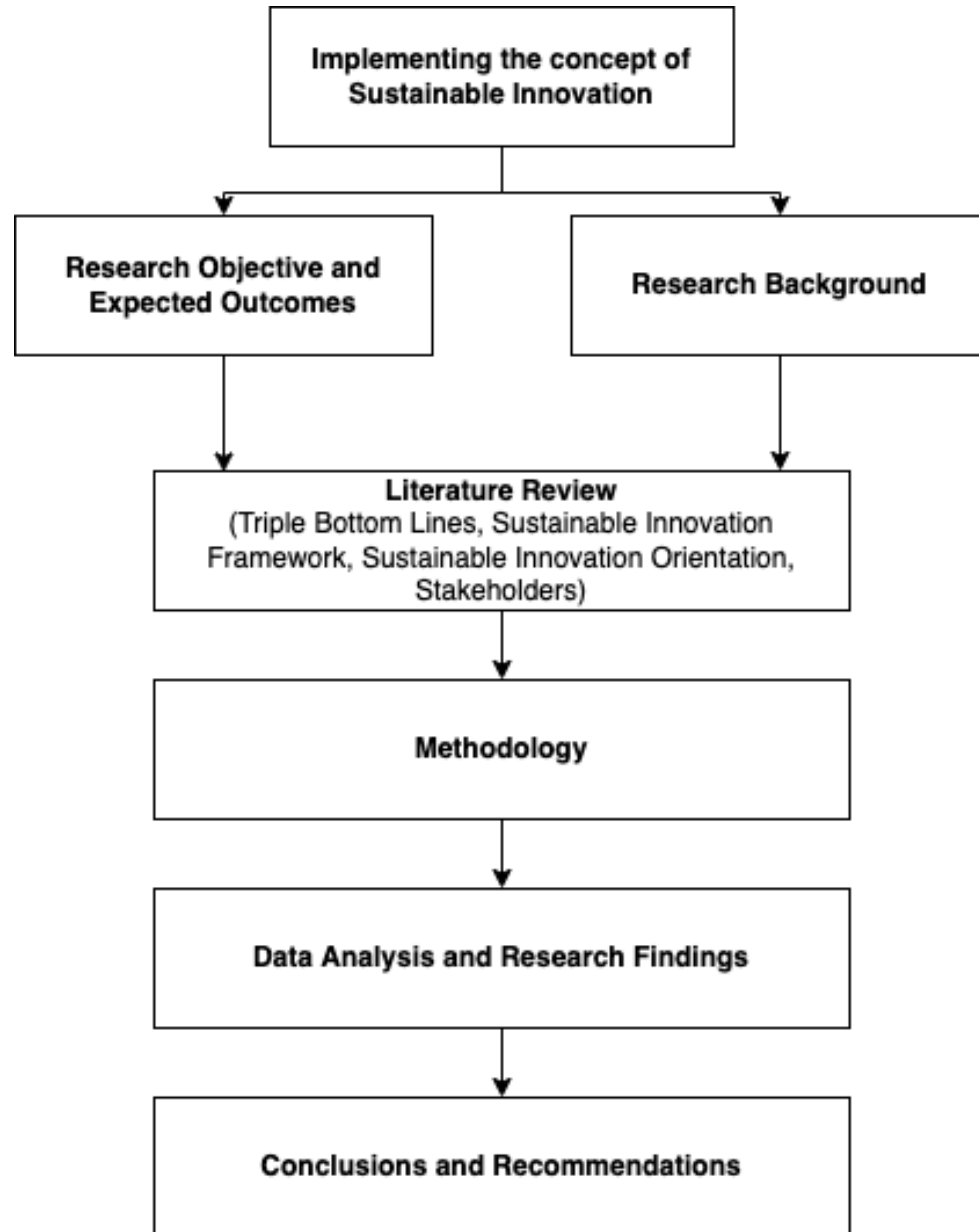 Implementing the concept of
Sustainable Innovation
Research Objective and
Expected Outcomes
Research Background
Literature Review
(Triple Bottom Lines, Sustainable Innovation
Framework, Sustainable Innovation Orientation,
Stakeholders)
Methodology
Data Analysis and Research Findings
Conclusions and Recommendations